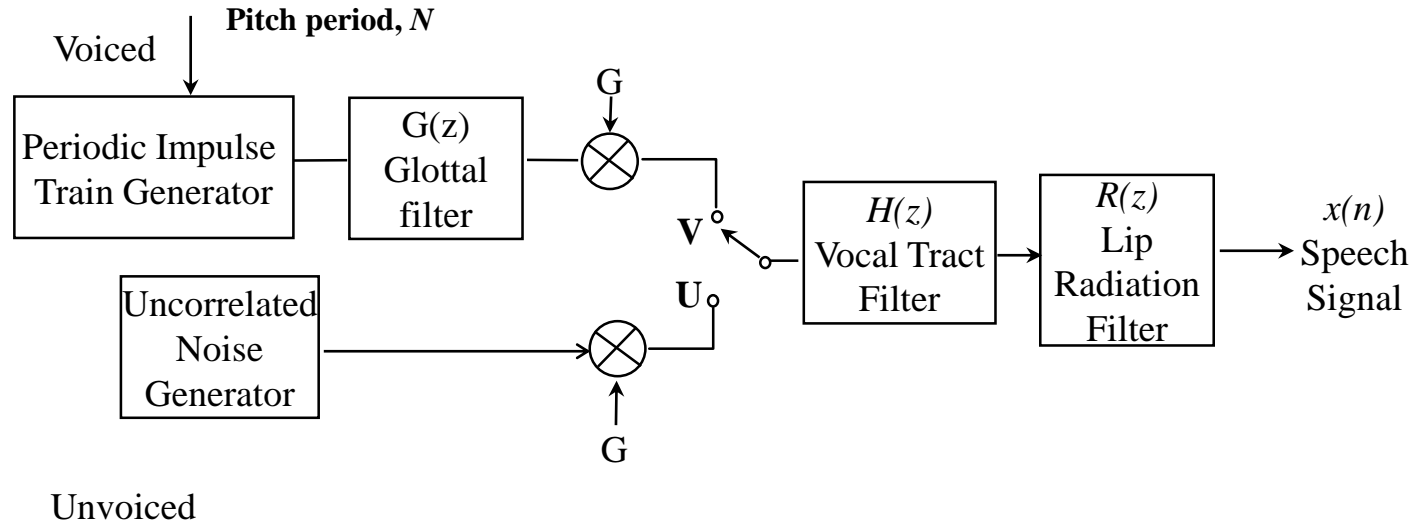 Pitch period, N
Voiced
Periodic Impulse
Train Generator
G(z)
Glottal
filter
G
V
U
Uncorrelated
Noise
Generator
G
H(z)
Vocal Tract
Filter
R(z)
Lip
Radiation
Filter
x(n)
Speech
Signal
Unvoiced